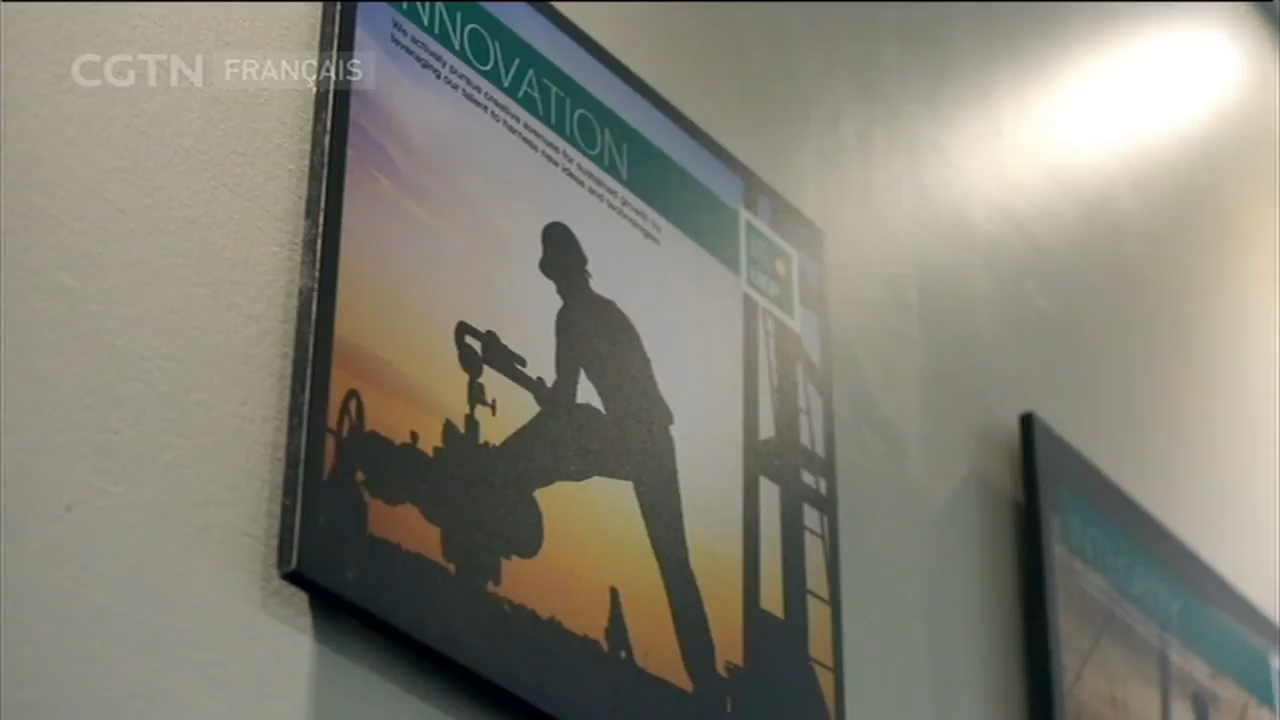 CGTN FRANÇAIS
INNOVATION
We actively pursue creative avenues for sustained growth by
leveraging our talent to harness new ideas and technologies.